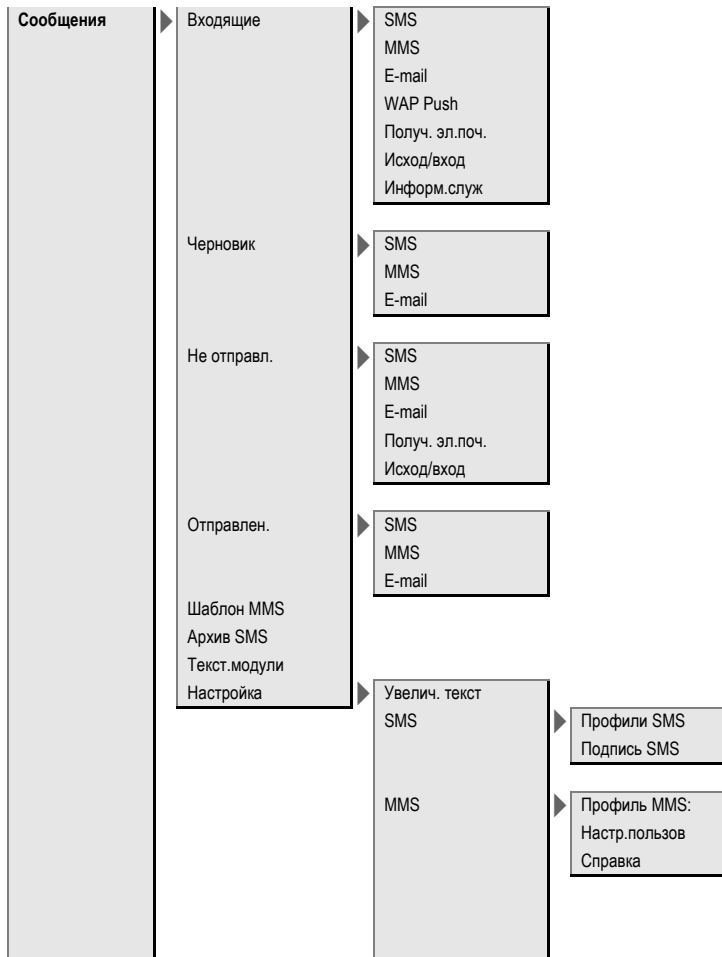 Сообщения
Входящие
SMS
MMS
E-mail
WAP Push
Получ. эл.поч.
Исход/вход
Информ.служ
Черновик
SMS
MMS
E-mail
Не отправл.
SMS
MMS
E-mail
Получ. эл.поч.
Исход/вход
Отправлен.
SMS
MMS
E-mail
Шаблон MMS
Архив SMS
Текст.модули
Настройка
Увелич. текст
SMS
Профили SMS
Подпись SMS
MMS
Профиль MMS:
Настр.пользов
Справка